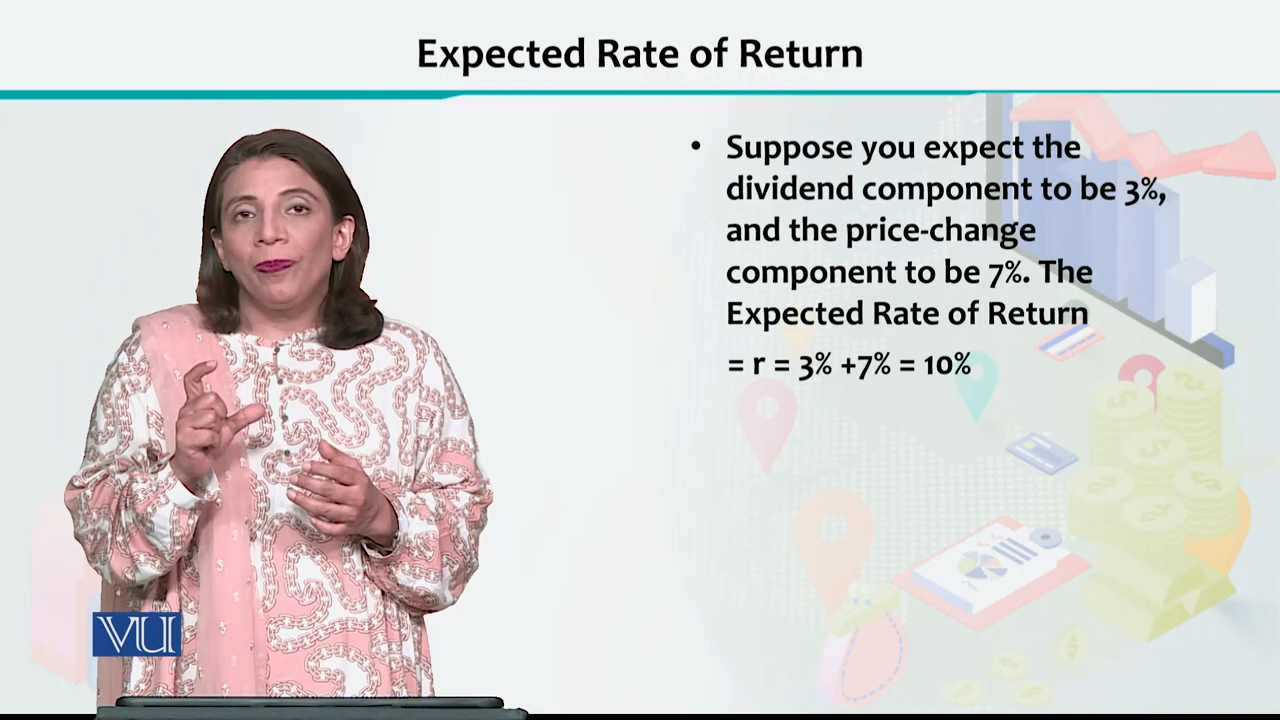 Expected Rate of Return
• Suppose you expect the
dividend component to be 3%,
and the price-change
component to be 7%. The
Expected Rate of Return
= r = 3% +7% = 10%
VU